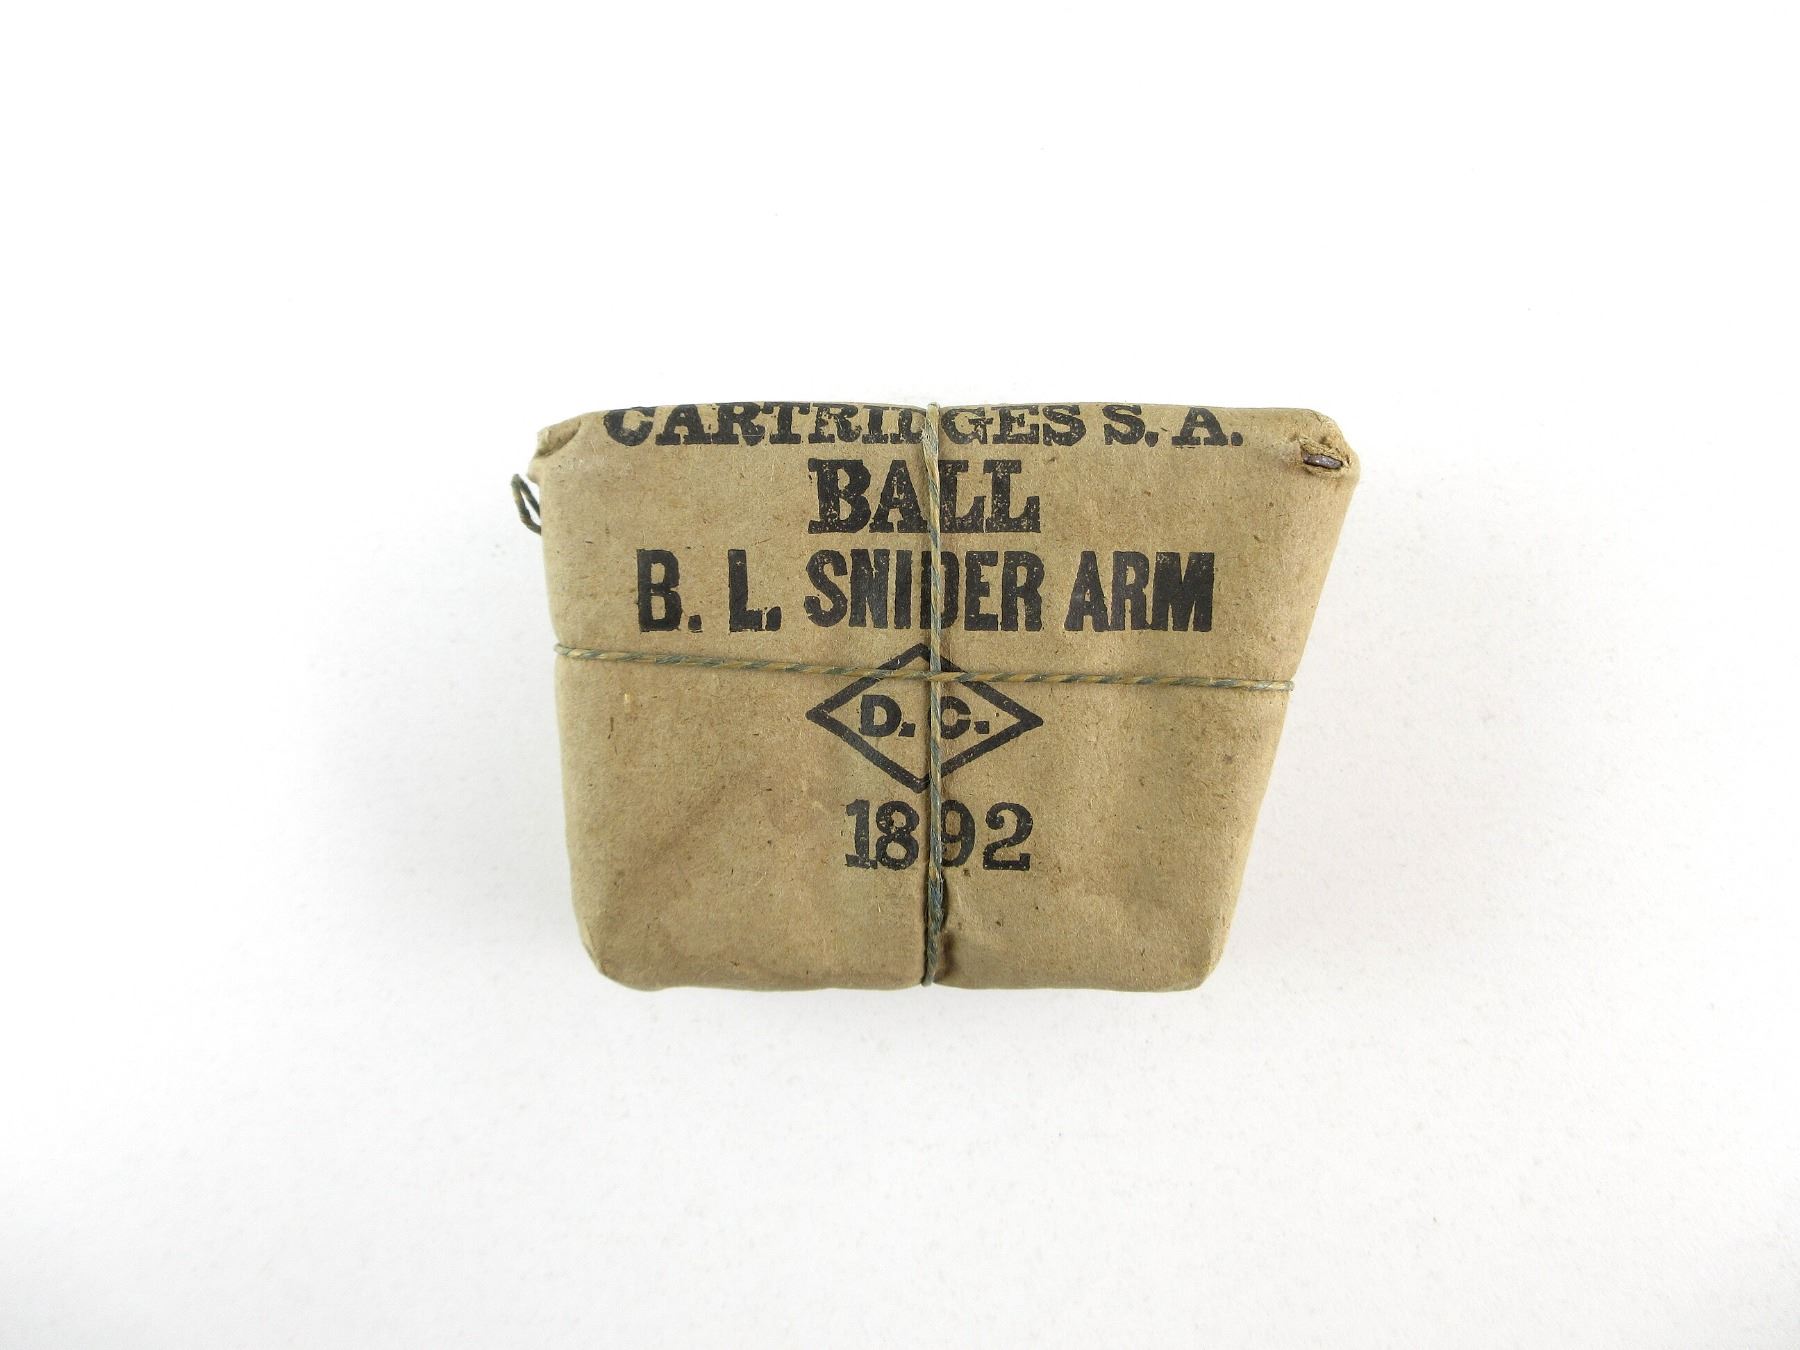 CARTRIDGES S. A.
BALL
B. L. SNIDER ARM
D. C.
1892